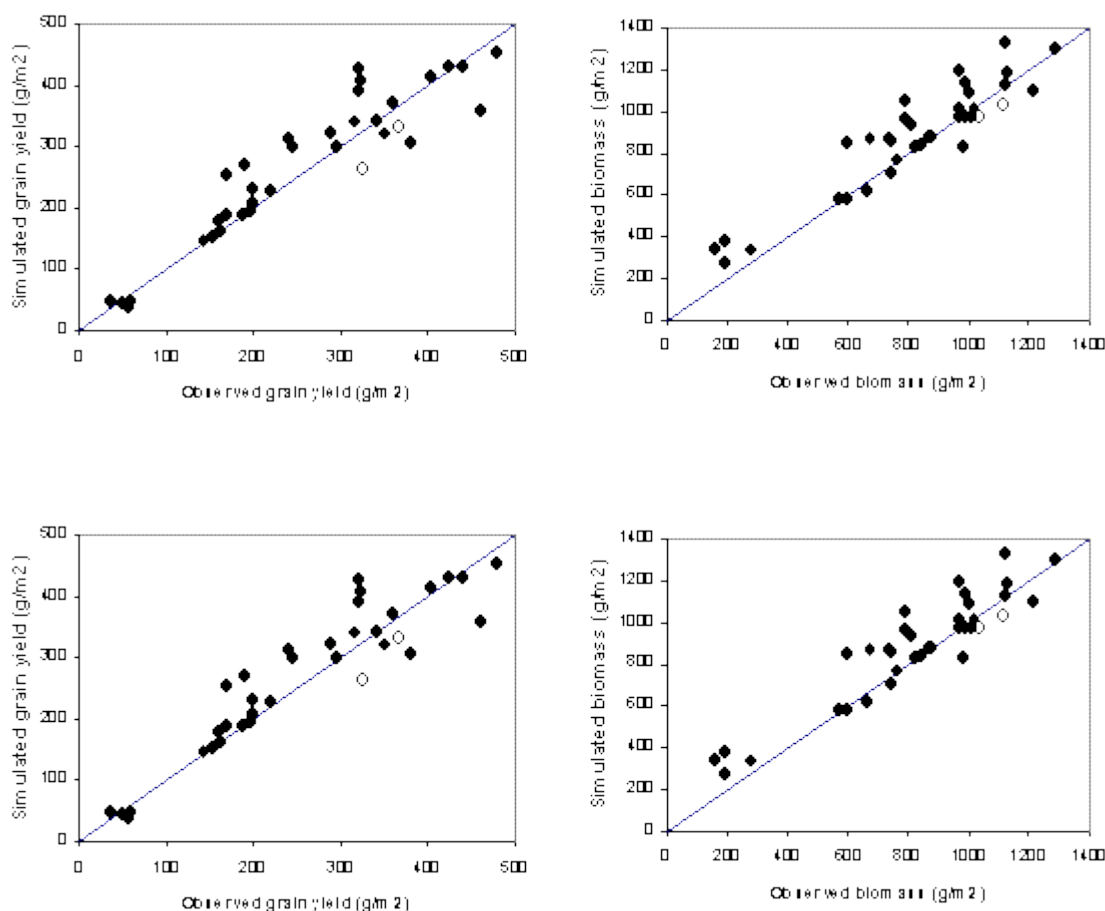 Simulated grain yield (g/m2)
500
400
300
200
100
0
0 100 200 300 400 500
Observed grain yield (g/m2)
Simulated biomass (g/m2)
1400
1200
1000
800
600
400
200
0
0 200 400 600 800 1000 1200 1400
Observed biomass (g/m2)
Simulated grain yield (g/m2)
500
400
300
200
100
0
0 100 200 300 400 500
Observed grain yield (g/m2)
Simulated biomass (g/m2)
1400
1200
1000
800
600
400
200
0
0 200 400 600 800 1000 1200 1400
Observed biomass (g/m2)